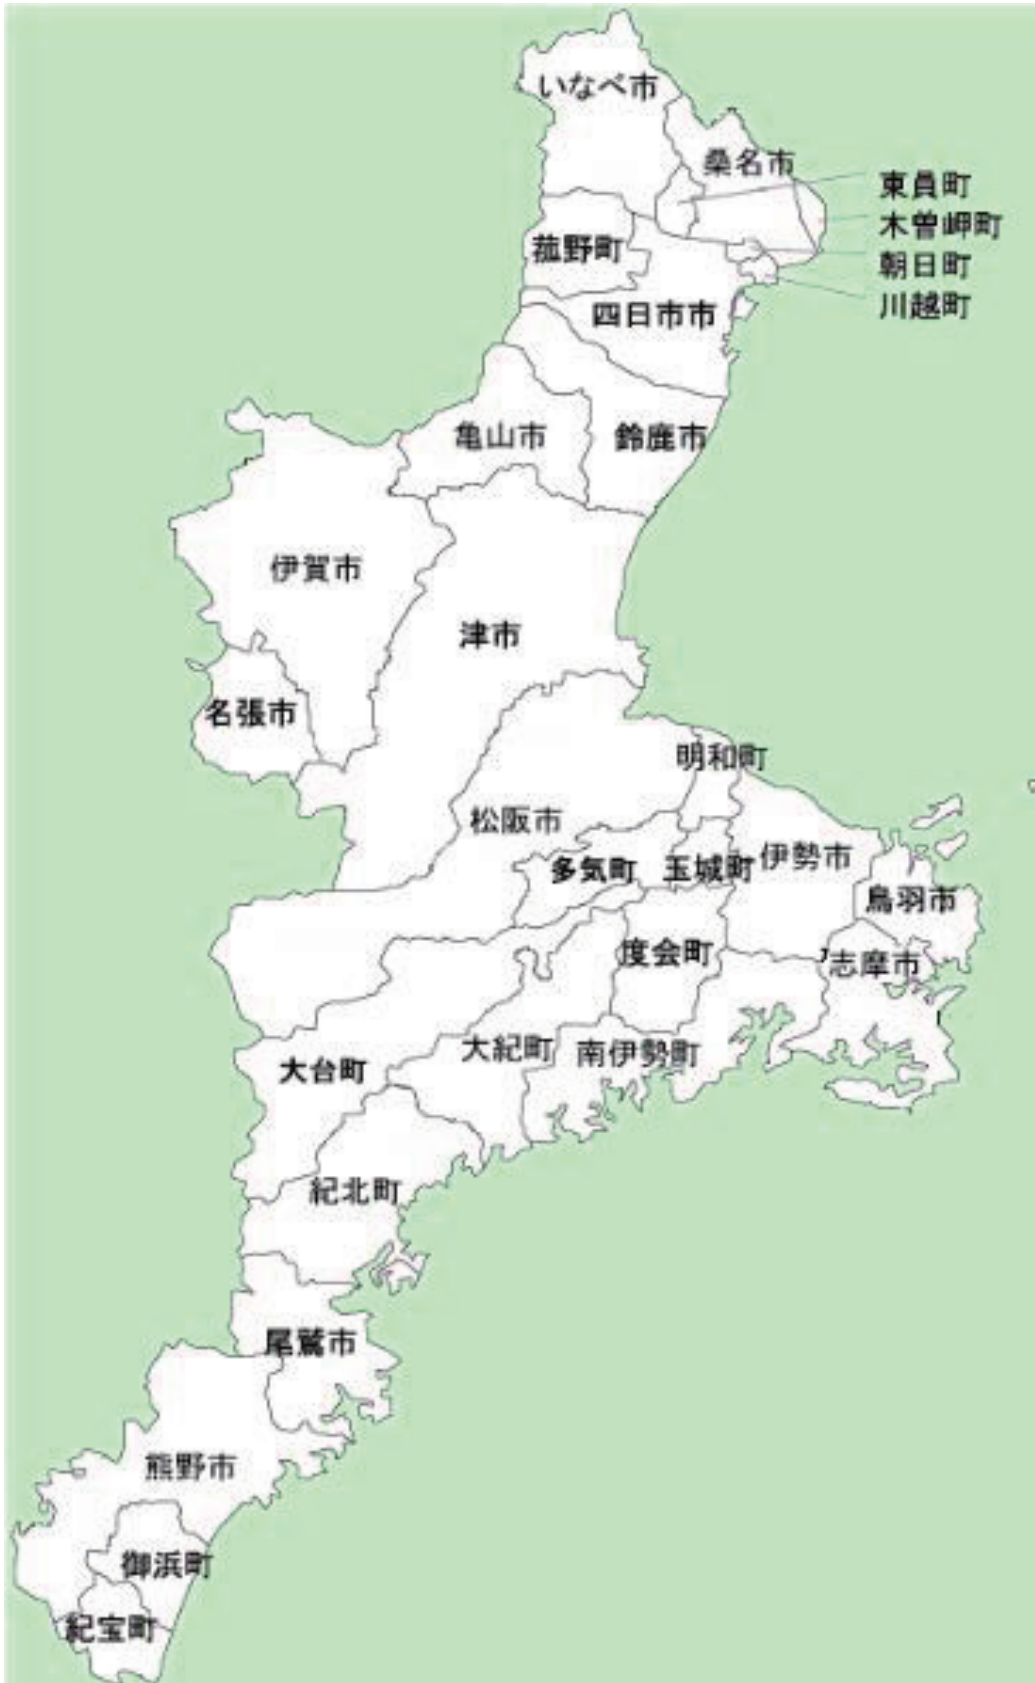 いなべ市
桑名市
東員町
木曽岬町
朝日町
川越町
菰野町
四日市市
亀山市
鈴鹿市
伊賀市
津市
名張市
明和町
松阪市
多気町
玉城町
伊勢市
鳥羽市
度会町
志摩市
大紀町
南伊勢町
大台町
紀北町
尾鷲市
熊野市
御浜町
紀宝町